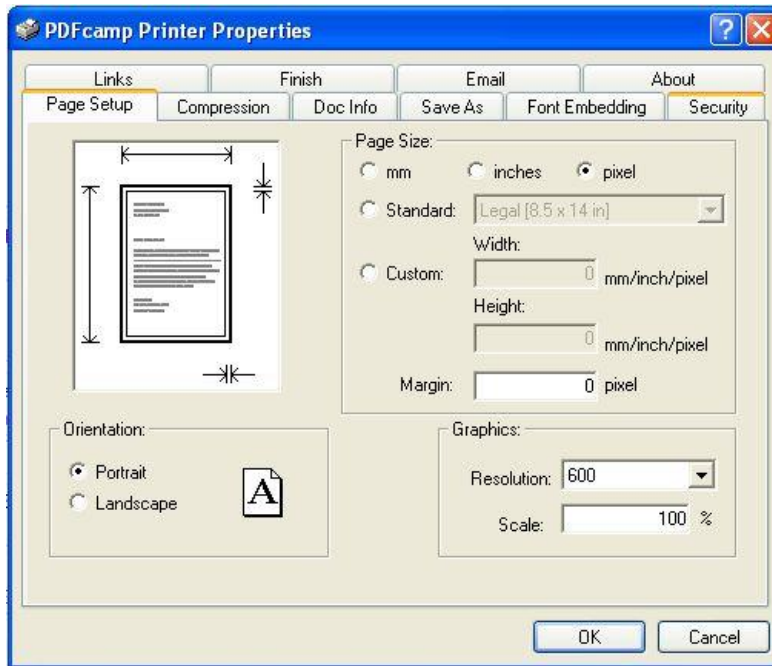 PDFcamp Printer Properties
Links Finish Email About
Page Setup Compression Doc Info Save As Font Embedding Security
Page Size:
mm inches pixel
Standard: Legal [8.5 x 14 in]
Width:
Custom: 0 mm/inch/pixel
Height:
0 mm/inch/pixel
Margin: 0 pixel
Orientation:
Portrait
Landscape
A
Graphics:
Resolution: 600
Scale: 100 %
OK Cancel